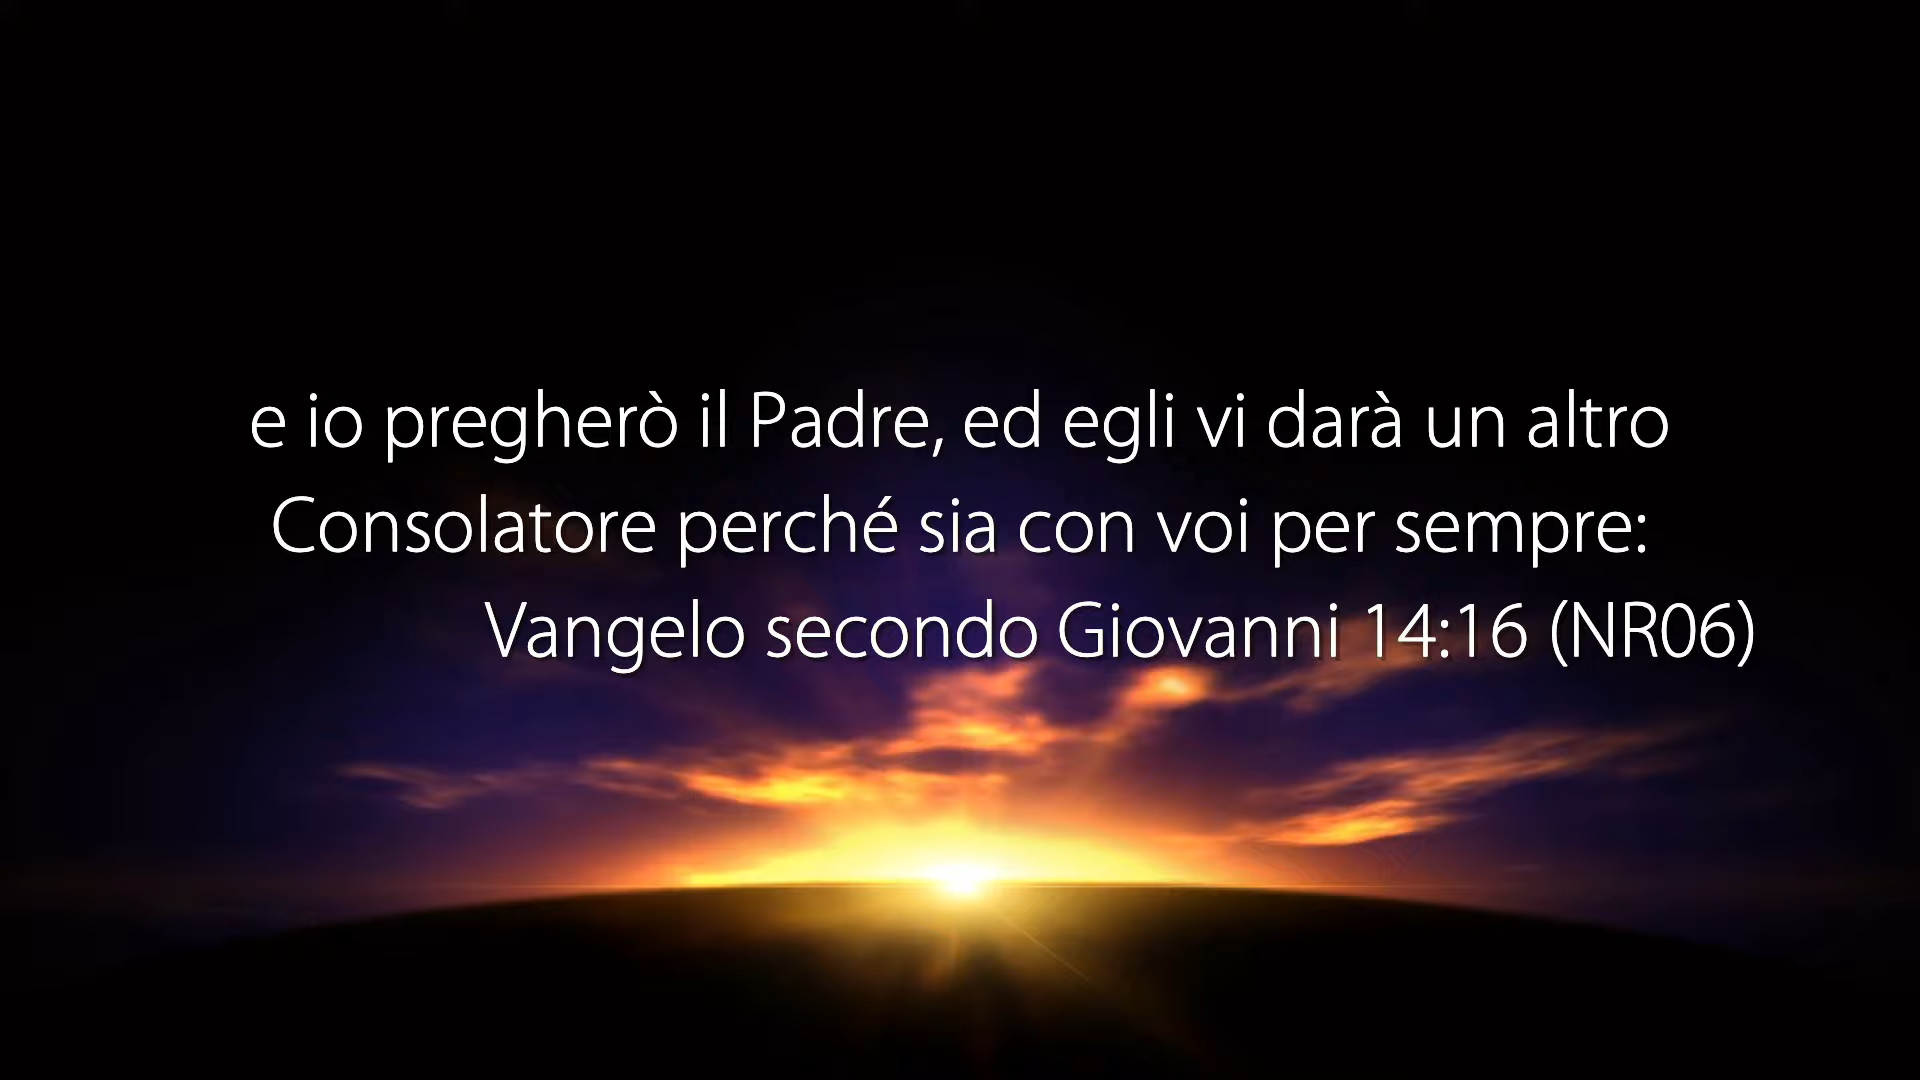 e io pregherò il Padre, ed egli vi darà un altro
Consolatore perché sia con voi per sempre:
Vangelo secondo Giovanni 14:16 (NR06)